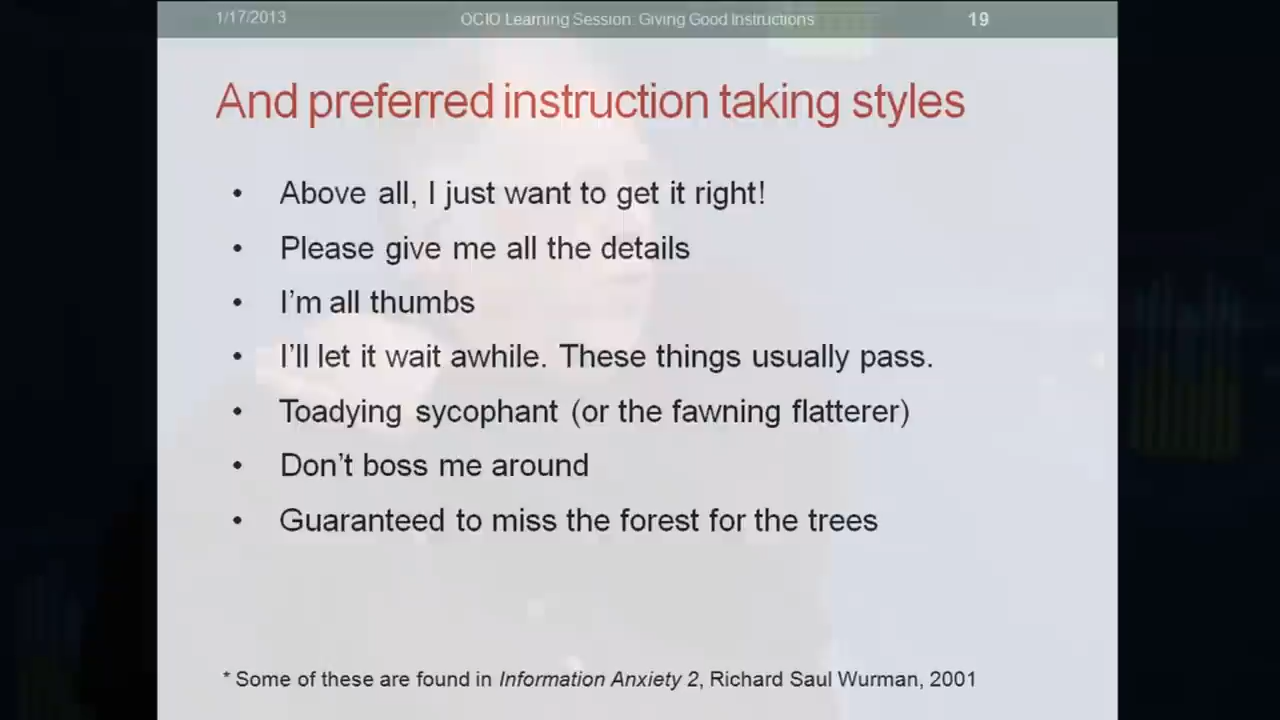 1/17/2013 OCIO Learning Session: Giving Good Instructions 19
And preferred instruction taking styles
• Above all, I just want to get it right!
• Please give me all the details
• I’m all thumbs
• I’ll let it wait awhile. These things usually pass.
• Toadying sycophant (or the fawning flatterer)
• Don’t boss me around
• Guaranteed to miss the forest for the trees
* Some of these are found in Information Anxiety 2, Richard Saul Wurman, 2001